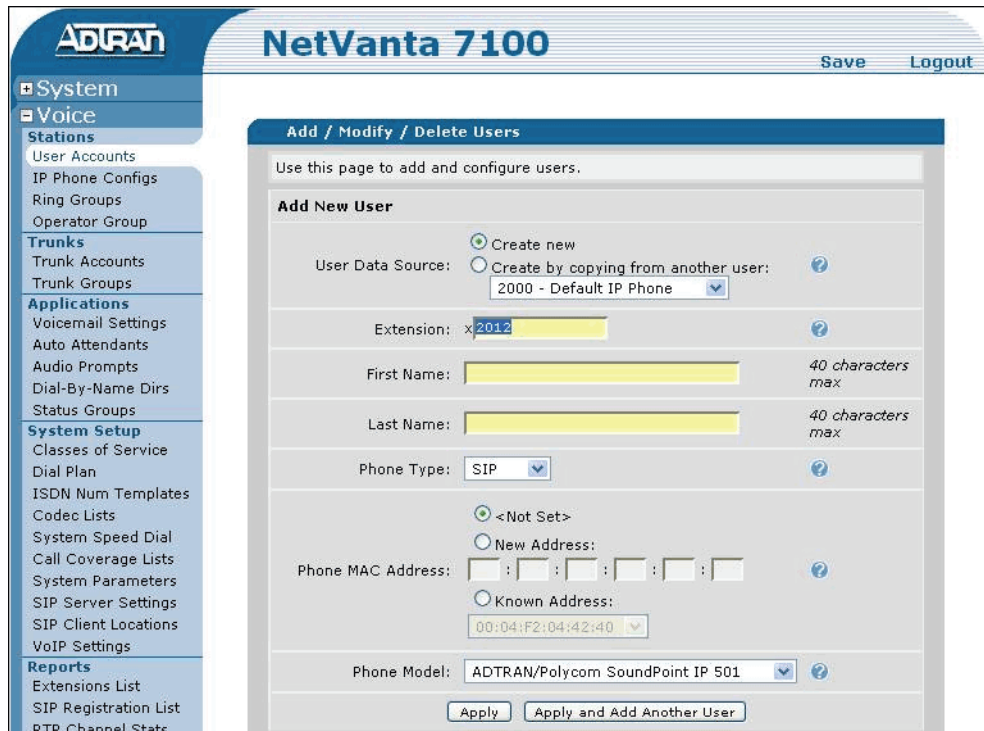 ADTRAN
NetVanta 7100
Save Logout
System
Voice
Stations
User Accounts
IP Phone Configs
Ring Groups
Operator Group
Trunks
Trunk Accounts
Trunk Groups
Applications
Voicemail Settings
Auto Attendants
Audio Prompts
Dial-By-Name Dirs
Status Groups
System Setup
Classes of Service
Dial Plan
ISDN Num Templates
Codec Lists
System Speed Dial
Call Coverage Lists
System Parameters
SIP Server Settings
SIP Client Locations
VoIP Settings
Reports
Extensions List
SIP Registration List
RTP Channel Stats
Add / Modify / Delete Users
Use this page to add and configure users.
Add New User
User Data Source:
Create new
Create by copying from another user:
2000 - Default IP Phone
?
Extension: x 2012 ?
First Name: 40 characters
max
Last Name: 40 characters
max
Phone Type: SIP ?
Phone MAC Address:
<Not Set>
New Address:
: : : : :
Known Address:
00:04:F2:04:42:40
?
Phone Model: ADTRAN/Polycom SoundPoint IP 501 ?
Apply Apply and Add Another User